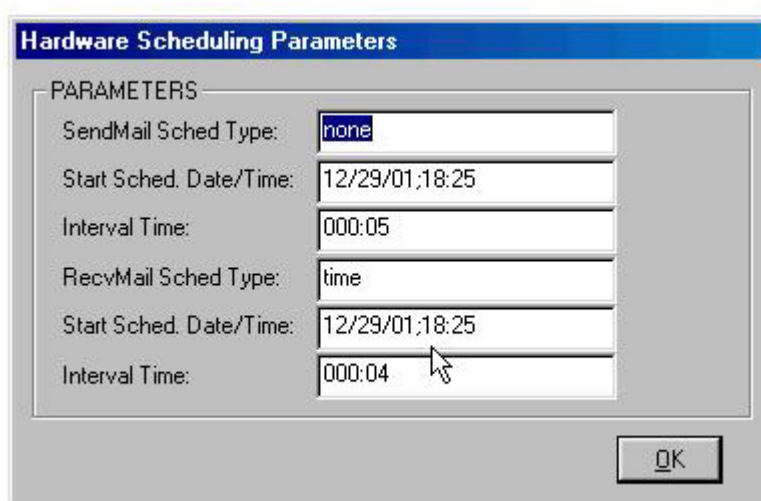 Hardware Scheduling Parameters
PARAMETERS
SendMail Sched Type: none
Start Sched. Date/Time: 12/29/01;18:25
Interval Time: 000:05
RecvMail Sched Type: time
Start Sched. Date/Time: 12/29/01;18:25
Interval Time: 000:04
OK